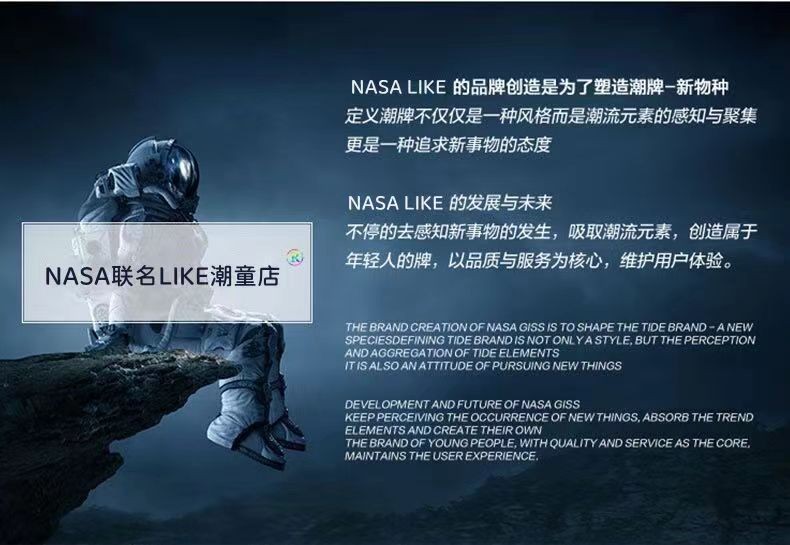 NASA LIKE 的品牌创造是为了塑造潮牌-新物种
定义潮牌不仅仅是一种风格而是潮流元素的感知与聚集
更是一种追求新事物的态度
NASA LIKE 的发展与未来
不停的去感知新事物的发生，吸取潮流元素，创造属于
年轻人的牌，以品质与服务为核心，维护用户体验。
NASA联名LIKE潮童店
R
THE BRAND CREATION OF NASA GISS IS TO SHAPE THE TIDE BRAND - A NEW
SPECIESDEFINING TIDE BRAND IS NOT ONLY A STYLE, BUT THE PERCEPTION
AND AGGREGATION OF TIDE ELEMENTS
IT IS ALSO AN ATTITUDE OF PURSUING NEW THINGS
DEVELOPMENT AND FUTURE OF NASA GISS
KEEP PERCEIVING THE OCCURRENCE OF NEW THINGS, ABSORB THE TREND
ELEMENTS AND CREATE THEIR OWN
THE BRAND OF YOUNG PEOPLE, WITH QUALITY AND SERVICE AS THE CORE,
MAINTAINS THE USER EXPERIENCE.